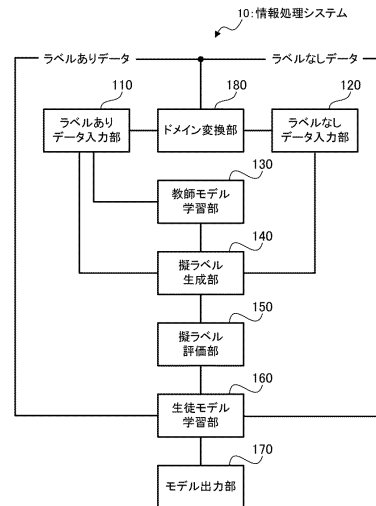 10:情報処理システム
ラベルありデータ
ラベルなしデータ
110
180
120
ラベルあり
データ入力部
ドメイン変換部
ラベルなし
データ入力部
130
教師モデル
学習部
140
擬ラベル
生成部
150
擬ラベル
評価部
160
生徒モデル
学習部
170
モデル出力部